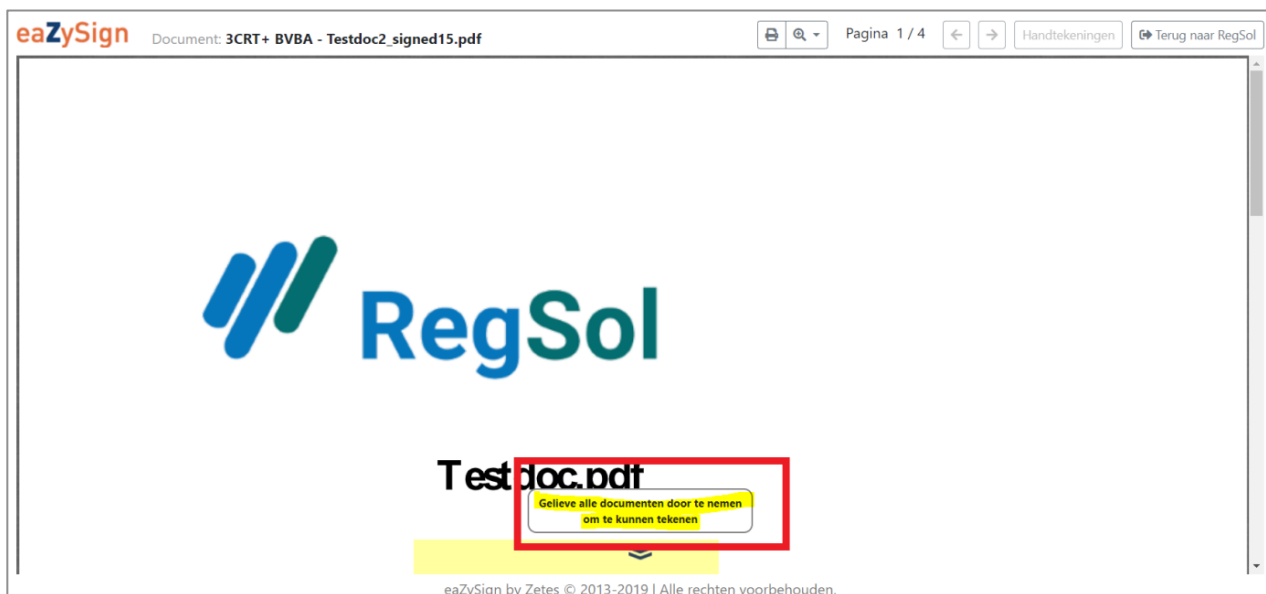 eaZySign Document: 3CRT+ BVBA - Testdoc2_signed15.pdf Pagina 1 / 4 Handtekeningen Terug naar RegSol
RegSol
Testdoc.pdf
Gelieve alle documenten door te nemen
om te kunnen tekenen
eaZySign by Zetes © 2013-2019 | Alle rechten voorbehouden.